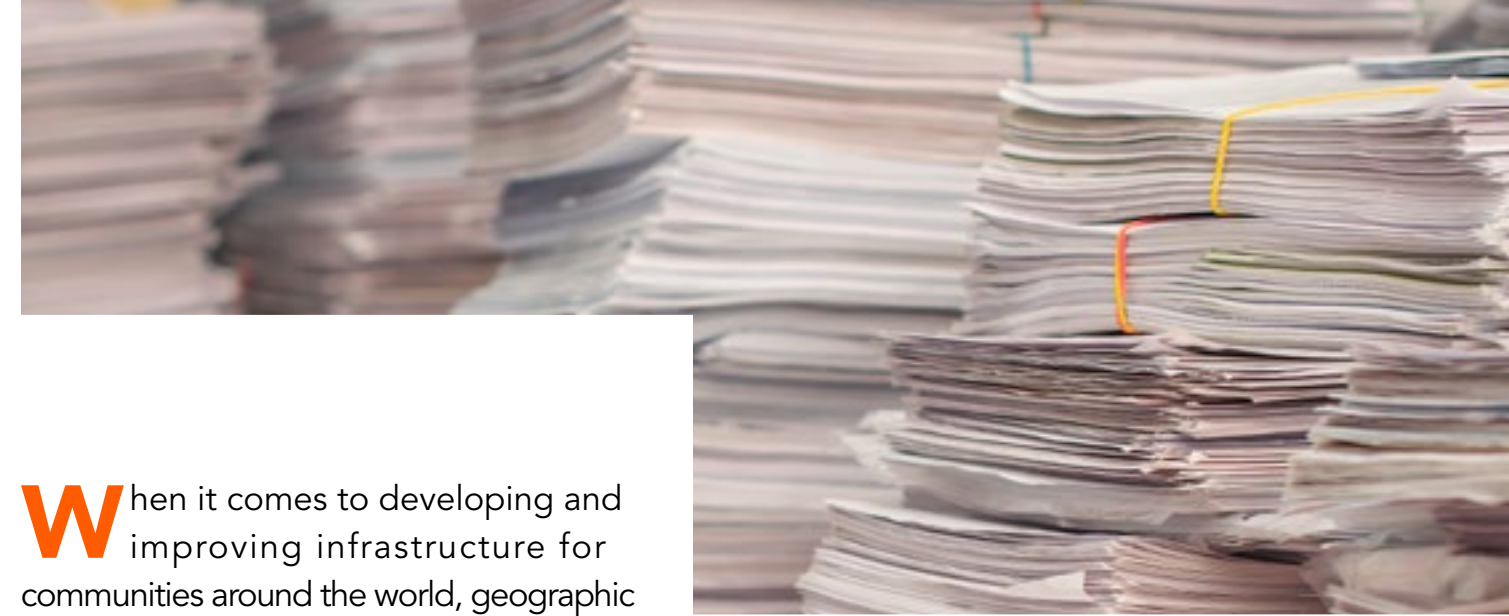 When it comes to developing and
improving infrastructure for
communities around the world, geographic